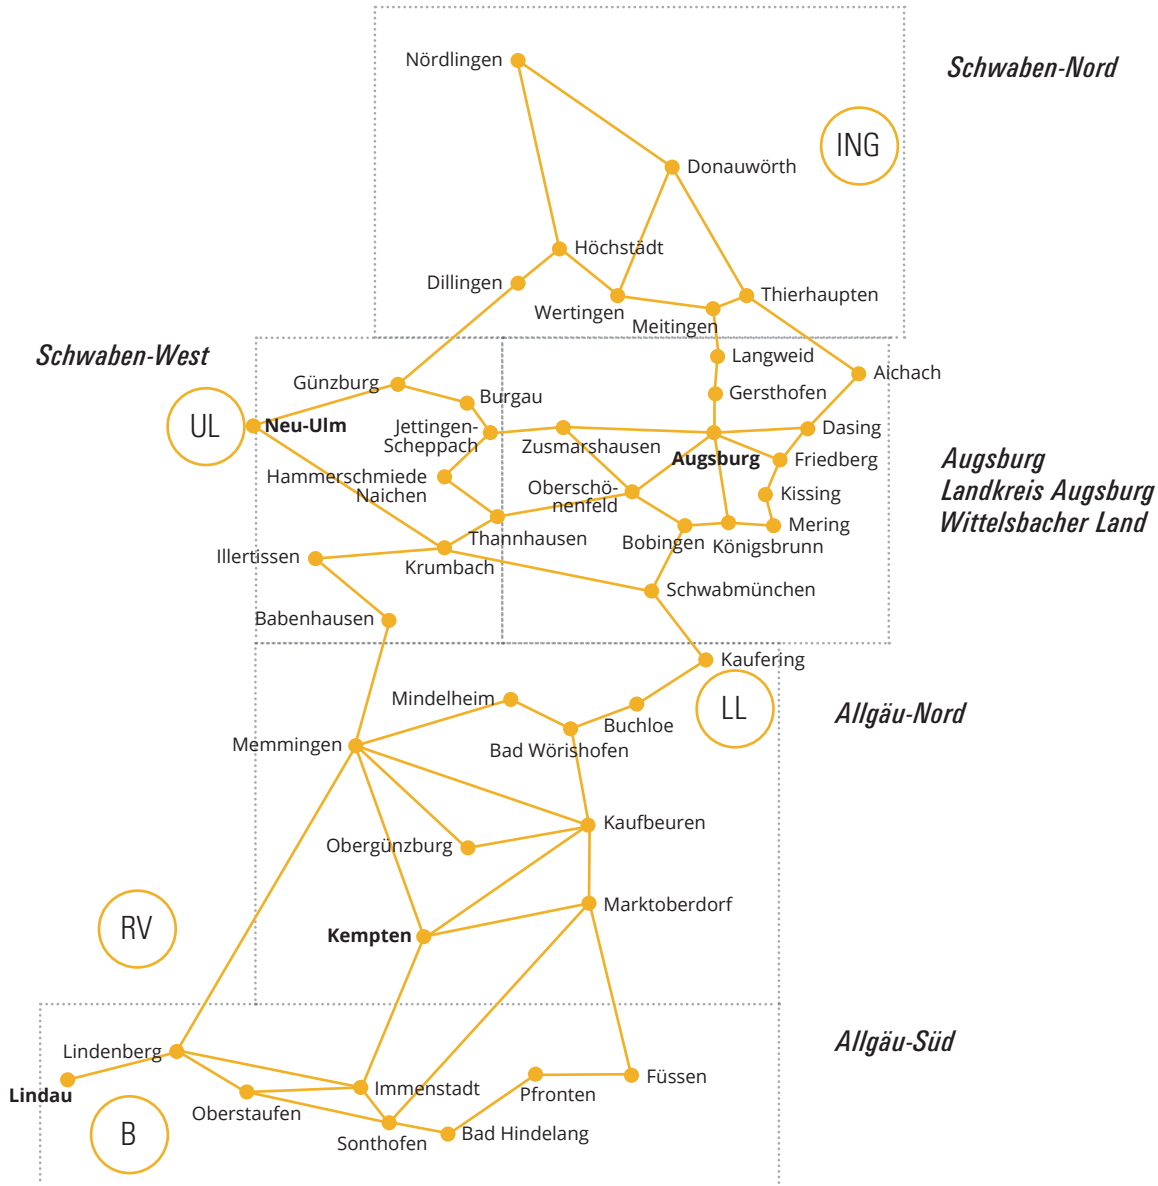 Nördlingen
Schwaben-Nord
ING
Donauwörth
Höchstädt
Dillingen
Thierhaupten
Wertingen
Meitingen
Schwaben-West
Langweid
Aichach
Günzburg
Gersthofen
Burgau
UL
Neu-Ulm
Jettingen-
Scheppach
Zusmarshausen
Dasing
Augsburg
Friedberg
Augsburg
Landkreis Augsburg
Wittelsbacher Land
Hammerschmiede
Naichen
Oberschö-
nenfeld
Kissing
Mering
Thannhausen
Bobingen
Königsbrunn
Illertissen
Krumbach
Schwabmünchen
Babenhausen
Kaufering
Mindelheim
LL
Allgäu-Nord
Buchloe
Memmingen
Bad Wörishofen
Kaufbeuren
Obergünzburg
Marktoberdorf
RV
Kempten
Allgäu-Süd
Lindenberg
Füssen
Immenstadt
Pfronten
Lindau
Oberstaufen
B
Sonthofen
Bad Hindelang